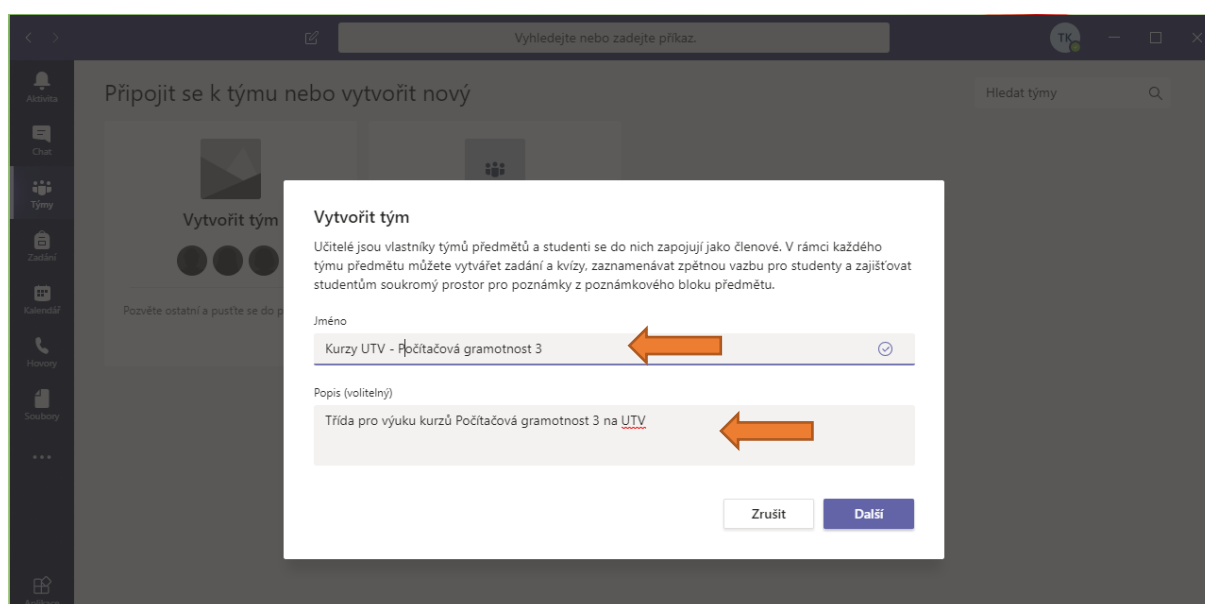 Vyhledejte nebo zadejte příkaz.
TK
Aktivita
Chat
Týmy
Zadání
Kalendář
Hovory
Soubory
Připojit se k týmu nebo vytvořit nový
Hledat týmy
Vytvořit tým
Pozvěte ostatní a pusťte se do p
Vytvořit tým
Učitelé jsou vlastníky týmů předmětů a studenti se do nich zapojují jako členové. V rámci každého
týmu předmětu můžete vytvářet zadání a kvízy, zaznamenávat zpětnou vazbu pro studenty a zajišťovat
studentům soukromý prostor pro poznámky z poznámkového bloku předmětu.
Jméno
Kurzy UTV - Počítačová gramotnost 3
Popis (volitelný)
Třída pro výuku kurzů Počítačová gramotnost 3 na UTV
Zrušit
Další